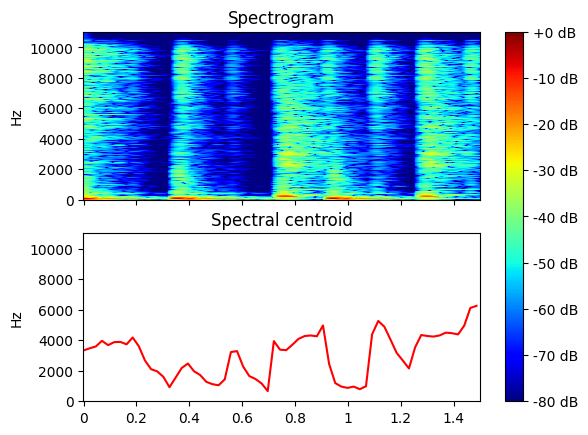 Spectrogram
10000
8000
6000
4000
2000
0
Hz
+0 dB
-10 dB
-20 dB
-30 dB
-40 dB
-50 dB
-60 dB
-70 dB
-80 dB
Spectral centroid
10000
8000
6000
4000
2000
0
Hz
0 0.2 0.4 0.6 0.8 1 1.2 1.4